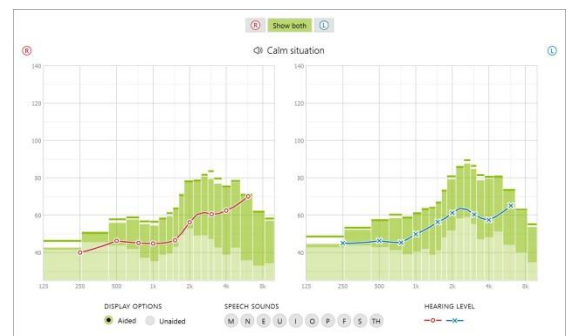 R Show both L
R Calm situation L
140 140
120 120
100 100
80 80
60 60
40 40
125 250 500 1k 2k 4k 8k 125 250 500 1k 2k 4k 8k
DISPLAY OPTIONS SPEECH SOUNDS HEARING LEVEL
Aided Unaided M N E U I O P F S TH